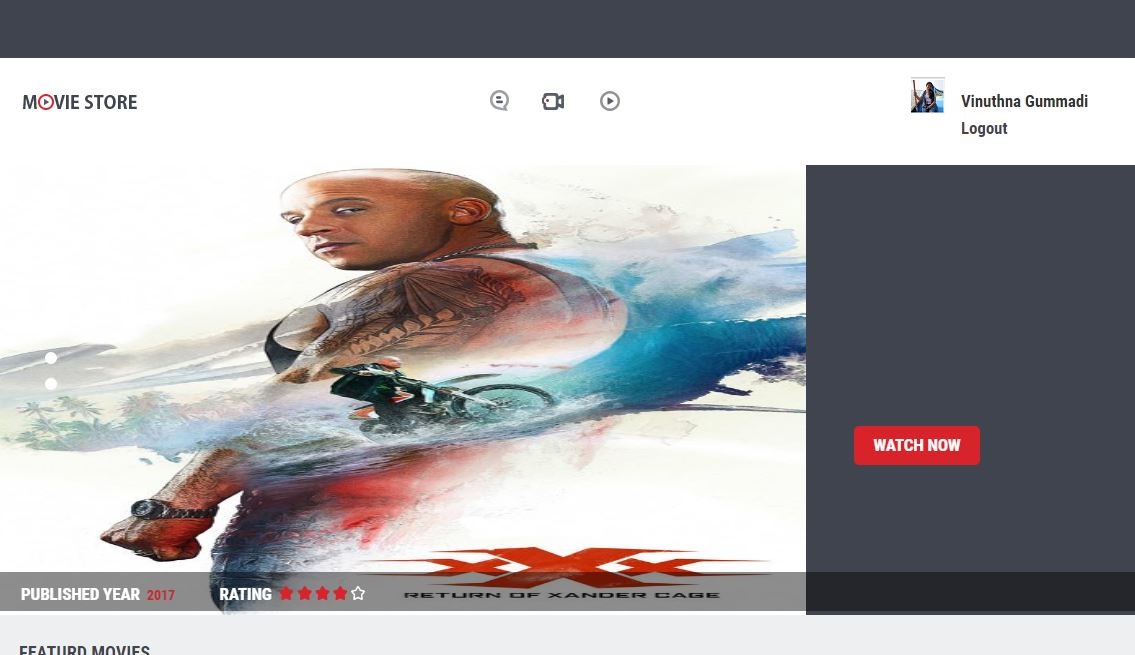 MOVIE STORE
Vinuthna Gummadi
Logout
WATCH NOW
XXX
RETURN OF XANDER CAGE
PUBLISHED YEAR 2017 RATING
FEATURD MOVIES